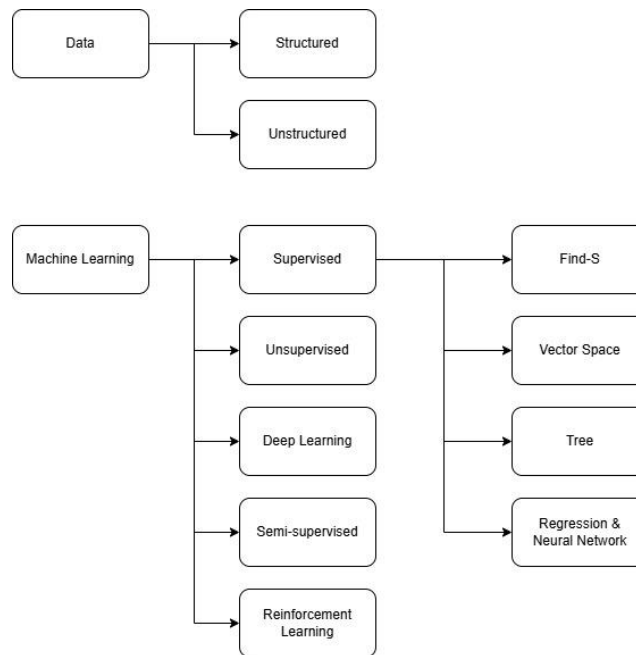 Data
Structured
Unstructured
Machine Learning
Supervised
Find-S
Unsupervised
Vector Space
Deep Learning
Tree
Semi-supervised
Regression &
Neural Network
Reinforcement
Learning